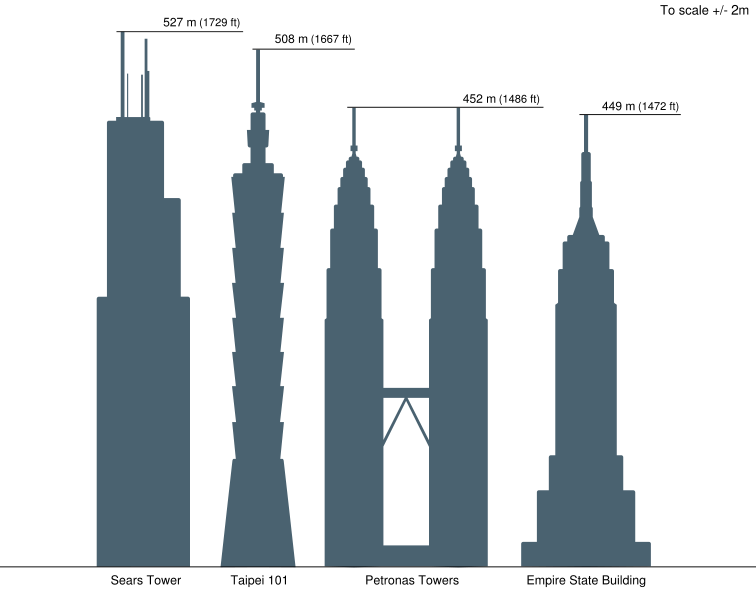 To scale +/- 2m
527 m (1729 ft)
508 m (1667 ft)
452 m (1486 ft)
449 m (1472 ft)
Sears Tower
Taipei 101
Petronas Towers
Empire State Building